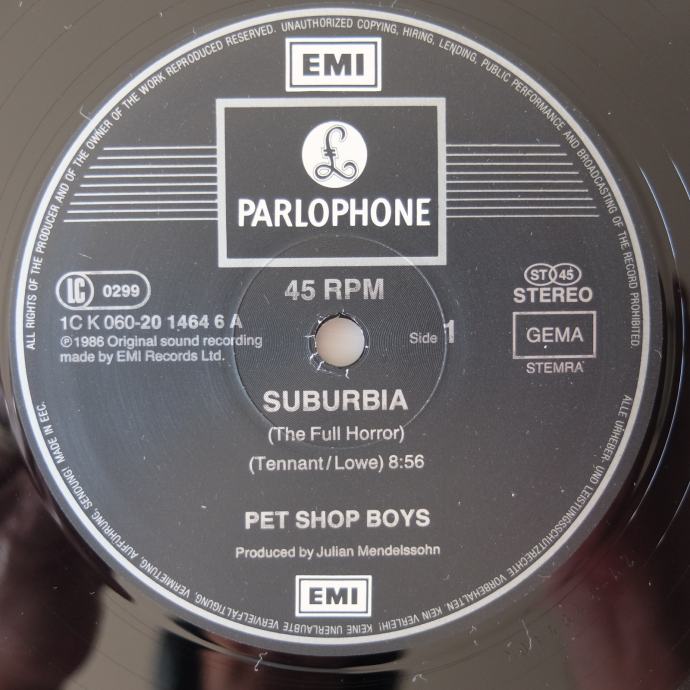 ALL RIGHTS OF THE PRODUCER AND OF THE OWNER OF THE WORK REPRODUCED RESERVED. UNAUTHORIZED COPYING, HIRING, LENDING, PUBLIC PERFORMANCE AND BROADCASTING OF THE RECORD PROHIBITED.
EMI
£
PARLOPHONE
45 RPM
LC 0299
ST 45
STEREO
1C K 060-20 1464 6 A
℗ 1986 Original sound recording
made by EMI Records Ltd.
Side 1
GEMA
STEMRA
SUBURBIA
(The Full Horror)
(Tennant/Lowe) 8:56
PET SHOP BOYS
Produced by Julian Mendelssohn
EMI
ALLE URHEBER- UND LEISTUNGSSCHUTZRECHTE VORBEHALTEN. KEIN VERLEIH! KEINE UNERLAUBTE VERVIELFÄLTIGUNG, VERMIETUNG, AUFFÜHRUNG, SENDUNG! MADE IN EEC.